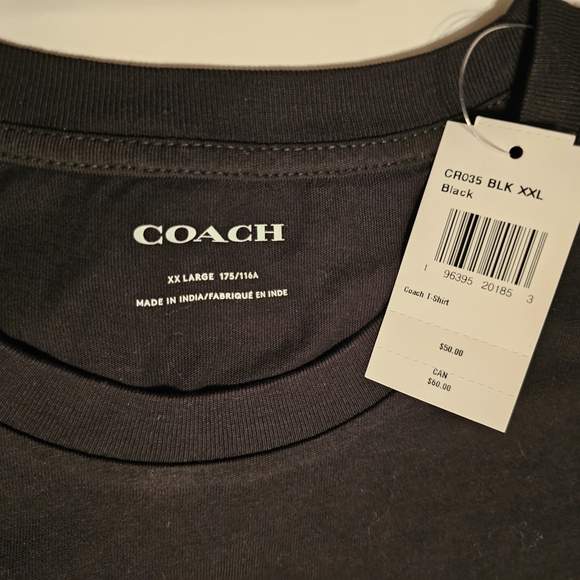 COACH
XX LARGE 175/116A
MADE IN INDIA/FABRIQUÉ EN INDE
CR035 BLK XXL
Black
1 96395 20185 3
Coach T-Shirt
$50.00
CAN
$60.00